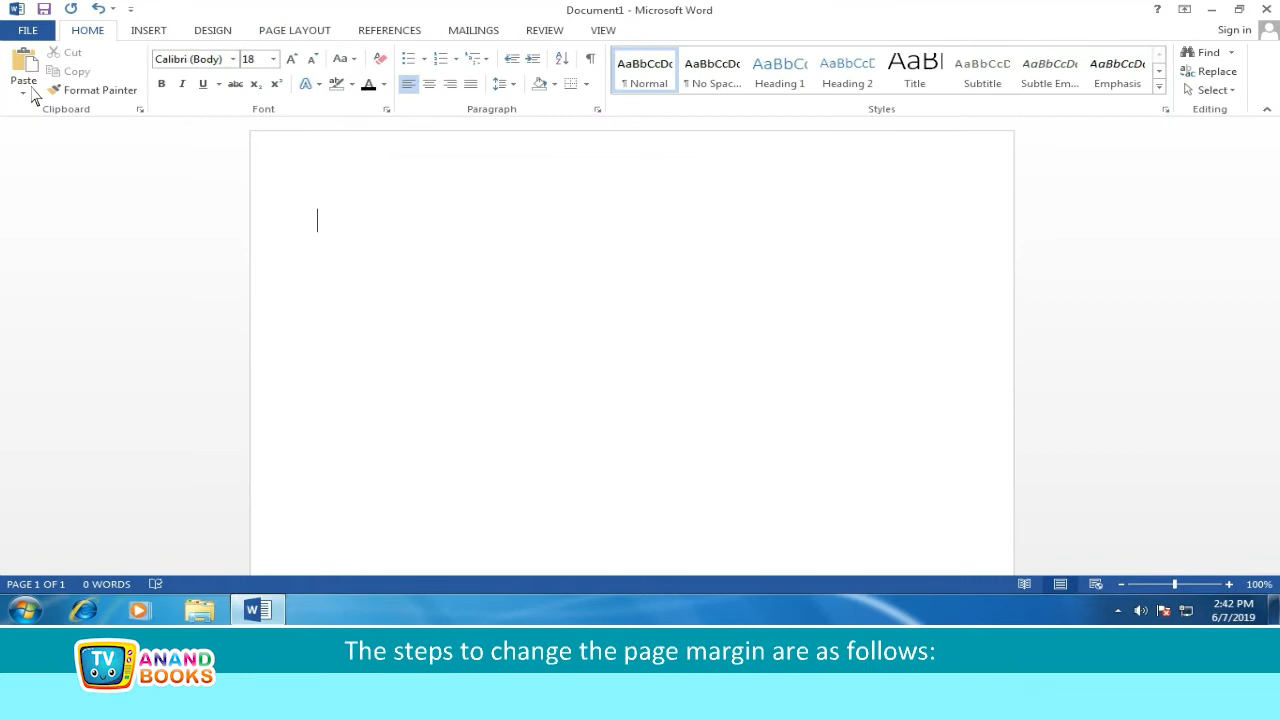 Document1 - Microsoft Word
FILE HOME INSERT DESIGN PAGE LAYOUT REFERENCES MAILINGS REVIEW VIEW Sign in
Paste
Cut
Copy
Format Painter
Clipboard
Calibri (Body) 18
Font
Paragraph
AaBbCcDc AaBbCcDc AaBbCc AaBbCcC AaBl AaBbCcD AaBbCcDc AaBbCcDc
¶ Normal ¶ No Spac... Heading 1 Heading 2 Title Subtitle Subtle Em... Emphasis
Styles
Find
Replace
Select
Editing
PAGE 1 OF 1 0 WORDS 100%
2:42 PM
6/7/2019
The steps to change the page margin are as follows:
TV ANAND
BOOKS